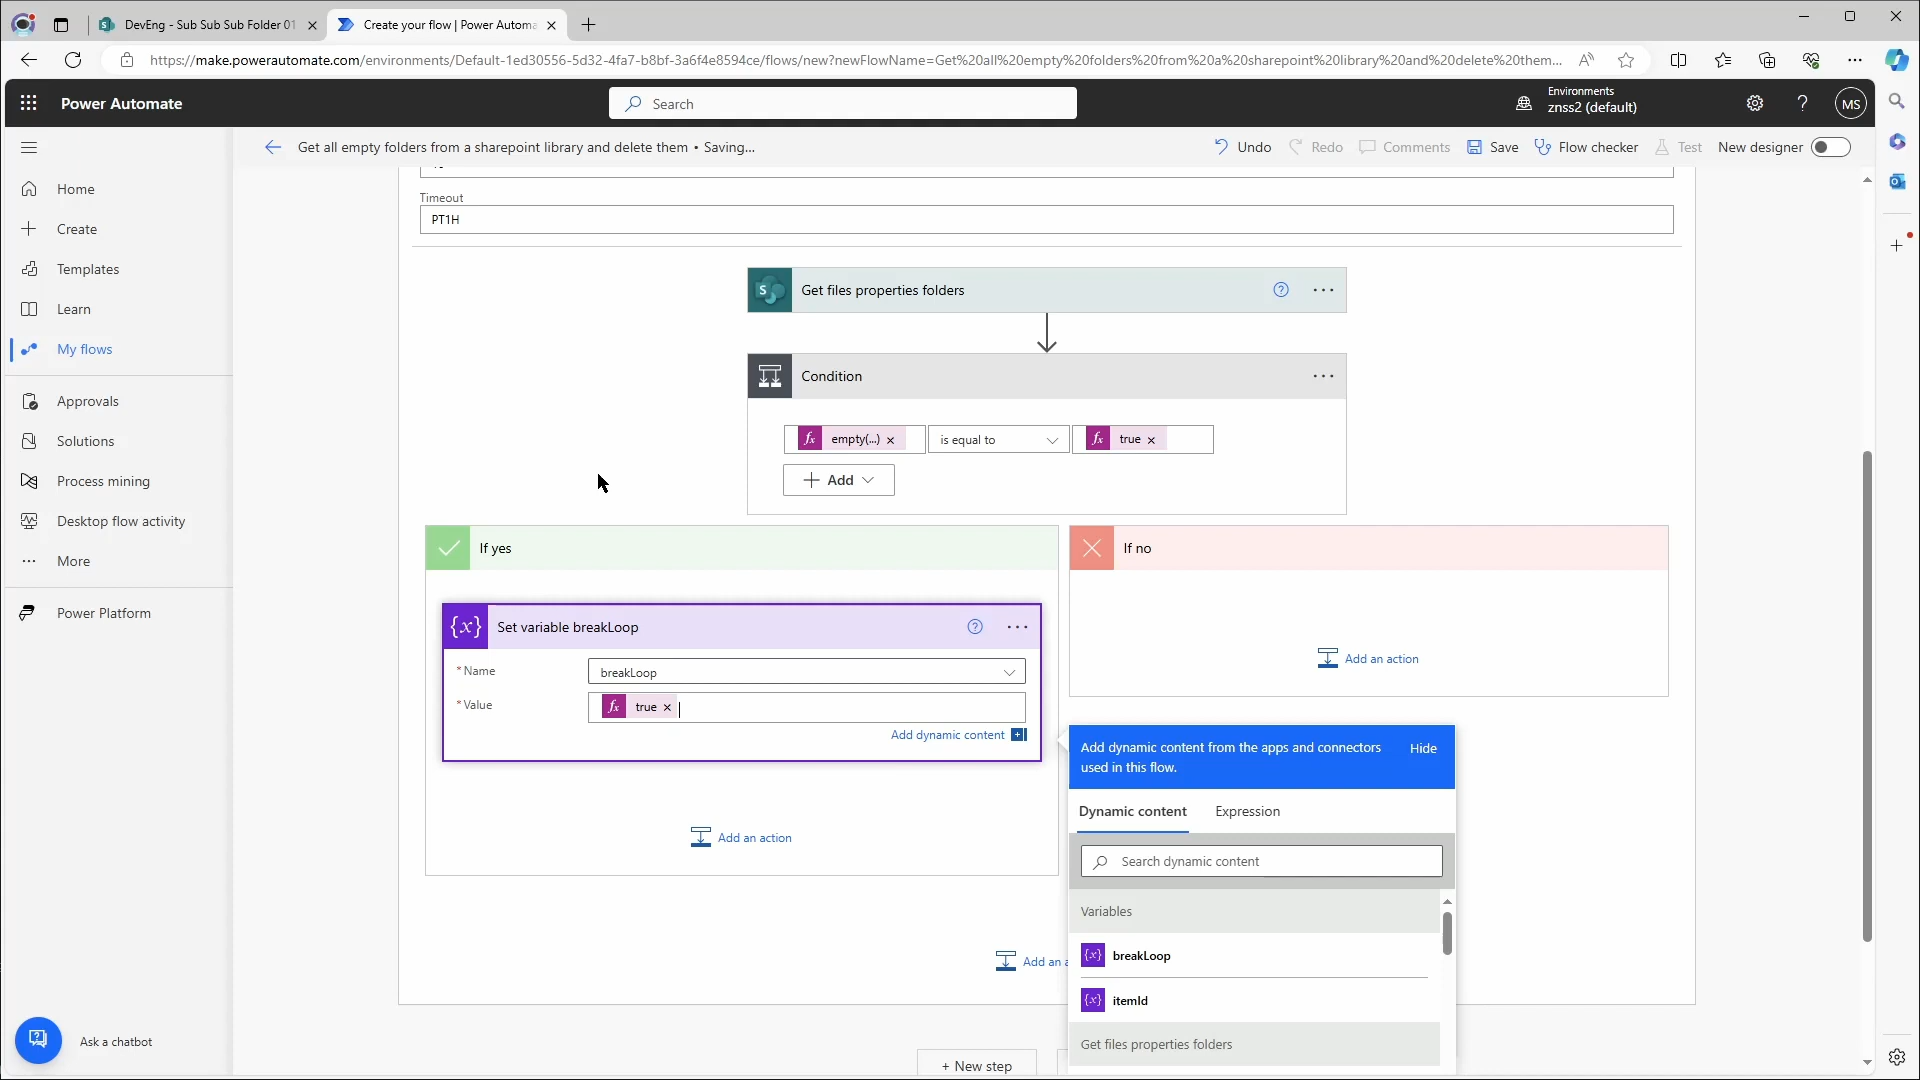 DevEng - Sub Sub Sub Folder 01
Create your flow | Power Automa
https://make.powerautomate.com/environments/Default-1ed30556-5d32-4fa7-b8bf-3a6f4e8594ce/flows/new?newFlowName=Get%20all%20empty%20folders%20from%20a%20sharepoint%20library%20and%20delete%20them...
Power Automate
Search
Environments
znss2 (default)
MS
Get all empty folders from a sharepoint library and delete them • Saving...
Undo
Redo
Comments
Save
Flow checker
Test
New designer
Home
Create
Templates
Learn
My flows
Approvals
Solutions
Process mining
Desktop flow activity
More
Power Platform
Ask a chatbot
Timeout
PT1H
Get files properties folders
Condition
empty(...)
is equal to
true
Add
If yes
If no
Set variable breakLoop
* Name
breakLoop
* Value
true
Add dynamic content
Add an action
Add an action
Add an a
Add dynamic content from the apps and connectors
used in this flow.
Hide
Dynamic content
Expression
Search dynamic content
Variables
breakLoop
itemId
Get files properties folders
+ New step